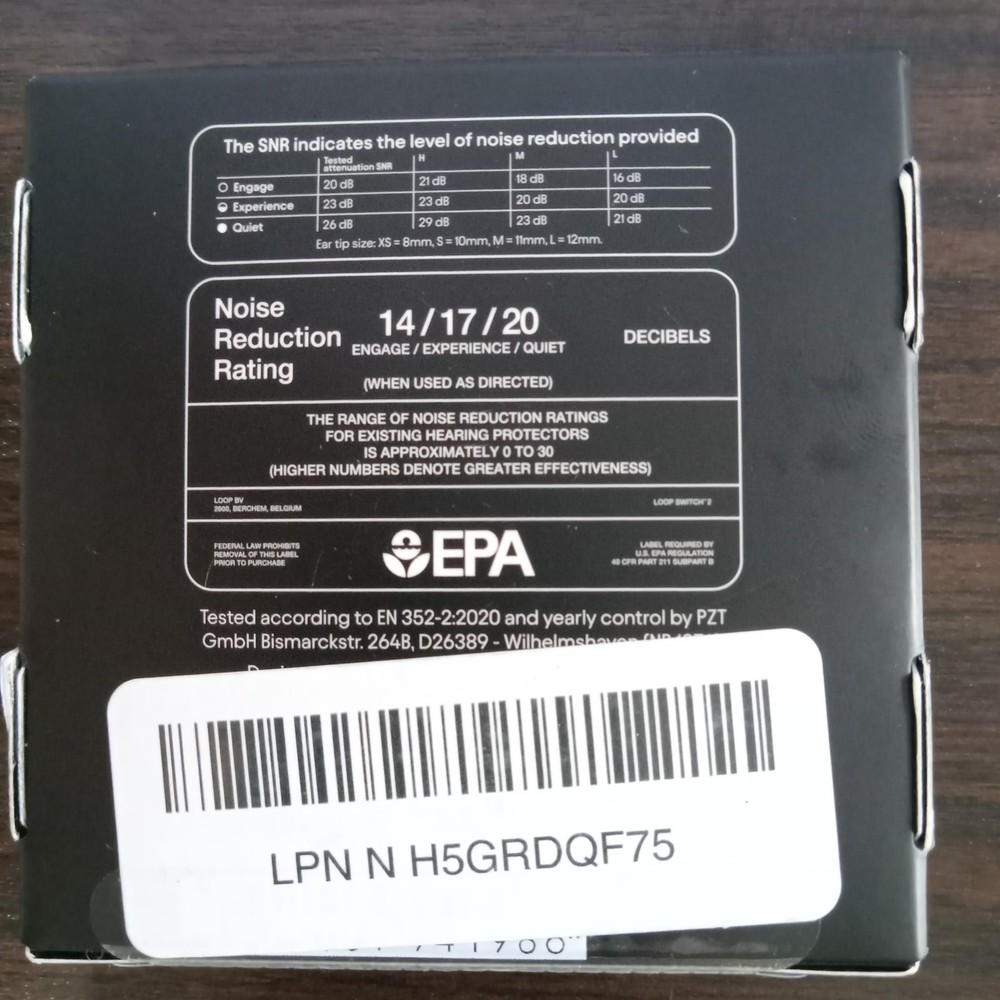 The SNR indicates the level of noise reduction provided
Tested attenuation SNR H M L
Engage 20 dB 21 dB 18 dB 16 dB
Experience 23 dB 23 dB 20 dB 20 dB
Quiet 26 dB 29 dB 23 dB 21 dB
Ear tip size: XS = 8mm, S = 10mm, M = 11mm, L = 12mm.
Noise
Reduction
Rating
14 / 17 / 20
ENGAGE / EXPERIENCE / QUIET
(WHEN USED AS DIRECTED)
DECIBELS
THE RANGE OF NOISE REDUCTION RATINGS
FOR EXISTING HEARING PROTECTORS
IS APPROXIMATELY 0 TO 30
(HIGHER NUMBERS DENOTE GREATER EFFECTIVENESS)
LOOP BV
2600, BERCHEM, BELGIUM
LOOP SWITCH™ 2
FEDERAL LAW PROHIBITS
REMOVAL OF THIS LABEL
PRIOR TO PURCHASE
EPA
LABEL REQUIRED BY
U.S. EPA REGULATION
40 CFR PART 211 SUBPART B
Tested according to EN 352-2:2020 and yearly control by PZT
GmbH Bismarckstr. 264B, D26389 - Wilhelmshaven
LPN N H5GRDQF75